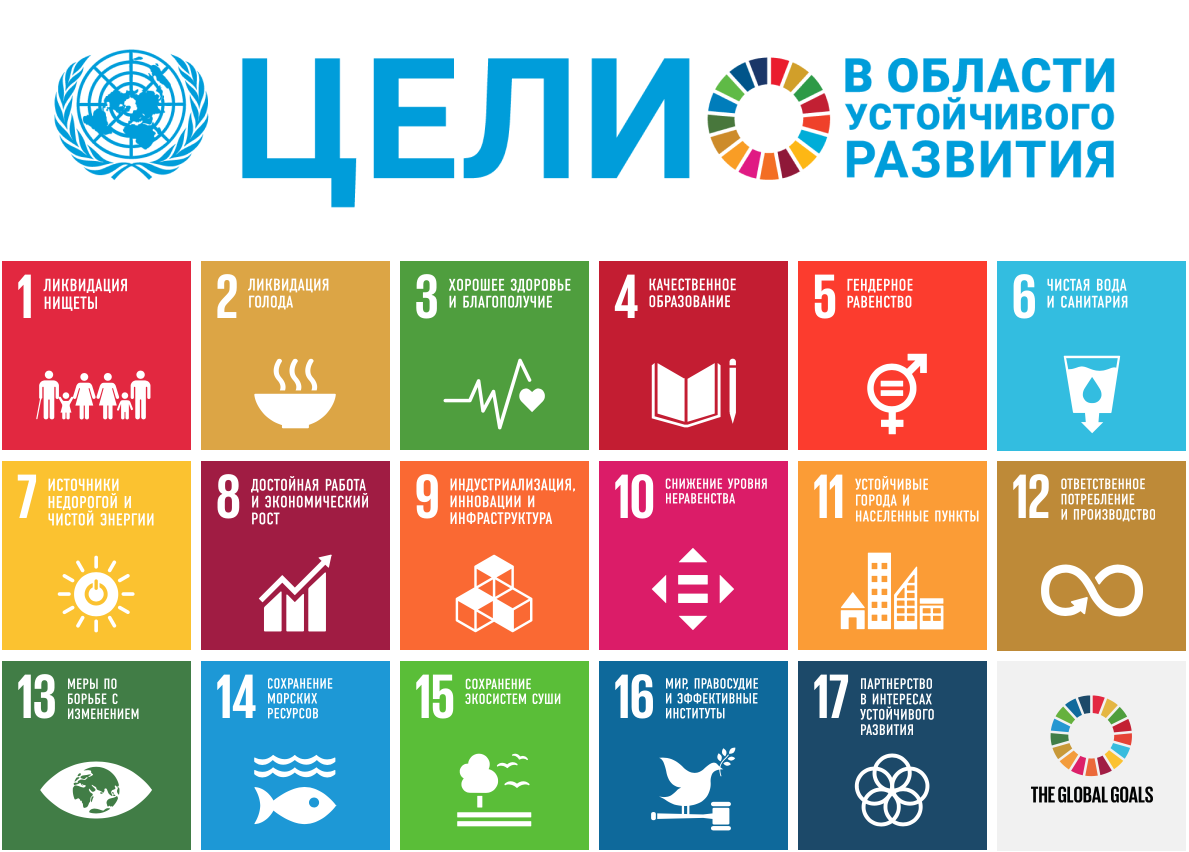 ЦЕЛИ
В ОБЛАСТИ
УСТОЙЧИВОГО
РАЗВИТИЯ
1 ЛИКВИДАЦИЯ
НИЩЕТЫ
2 ЛИКВИДАЦИЯ
ГОЛОДА
3 ХОРОШЕЕ ЗДОРОВЬЕ
И БЛАГОПОЛУЧИЕ
4 КАЧЕСТВЕННОЕ
ОБРАЗОВАНИЕ
5 ГЕНДЕРНОЕ
РАВЕНСТВО
6 ЧИСТАЯ ВОДА
И САНИТАРИЯ
7 ИСТОЧНИКИ
НЕДОРОГОЙ И
ЧИСТОЙ ЭНЕРГИИ
8 ДОСТОЙНАЯ РАБОТА
И ЭКОНОМИЧЕСКИЙ
РОСТ
9 ИНДУСТРИАЛИЗАЦИЯ,
ИННОВАЦИИ И
ИНФРАСТРУКТУРА
10 СНИЖЕНИЕ УРОВНЯ
НЕРАВЕНСТВА
11 УСТОЙЧИВЫЕ
ГОРОДА И
НАСЕЛЕННЫЕ ПУНКТЫ
12 ОТВЕТСТВЕННОЕ
ПОТРЕБЛЕНИЕ
И ПРОИЗВОДСТВО
13 МЕРЫ ПО
БОРЬБЕ С
ИЗМЕНЕНИЕМ
14 СОХРАНЕНИЕ
МОРСКИХ
РЕСУРСОВ
15 СОХРАНЕНИЕ
ЭКОСИСТЕМ СУШИ
16 МИР, ПРАВОСУДИЕ
И ЭФФЕКТИВНЫЕ
ИНСТИТУТЫ
17 ПАРТНЕРСТВО
В ИНТЕРЕСАХ
УСТОЙЧИВОГО
РАЗВИТИЯ
THE GLOBAL GOALS